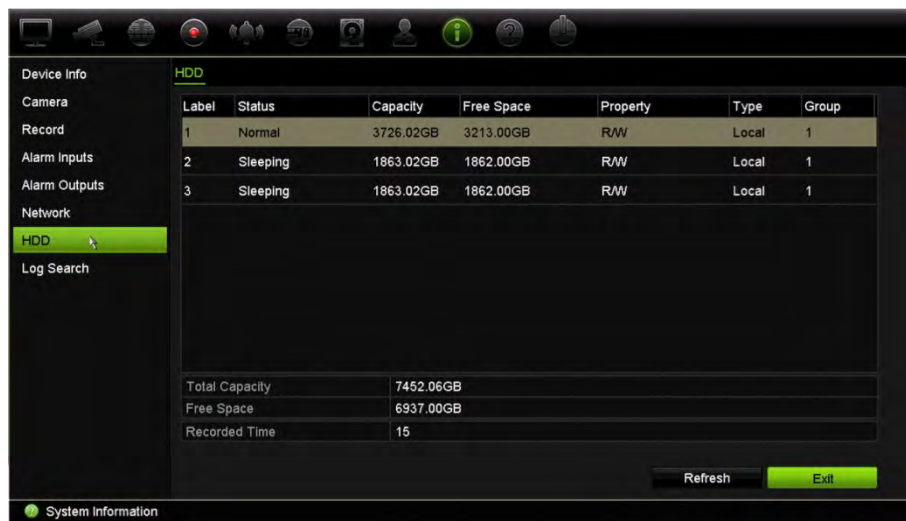 Device Info
Camera
Record
Alarm Inputs
Alarm Outputs
Network
HDD
Log Search
HDD
Label Status Capacity Free Space Property Type Group
1 Normal 3726.02GB 3213.00GB R/W Local 1
2 Sleeping 1863.02GB 1862.00GB R/W Local 1
3 Sleeping 1863.02GB 1862.00GB R/W Local 1
Total Capacity 7452.06GB
Free Space 6937.00GB
Recorded Time 15
Refresh Exit
System Information